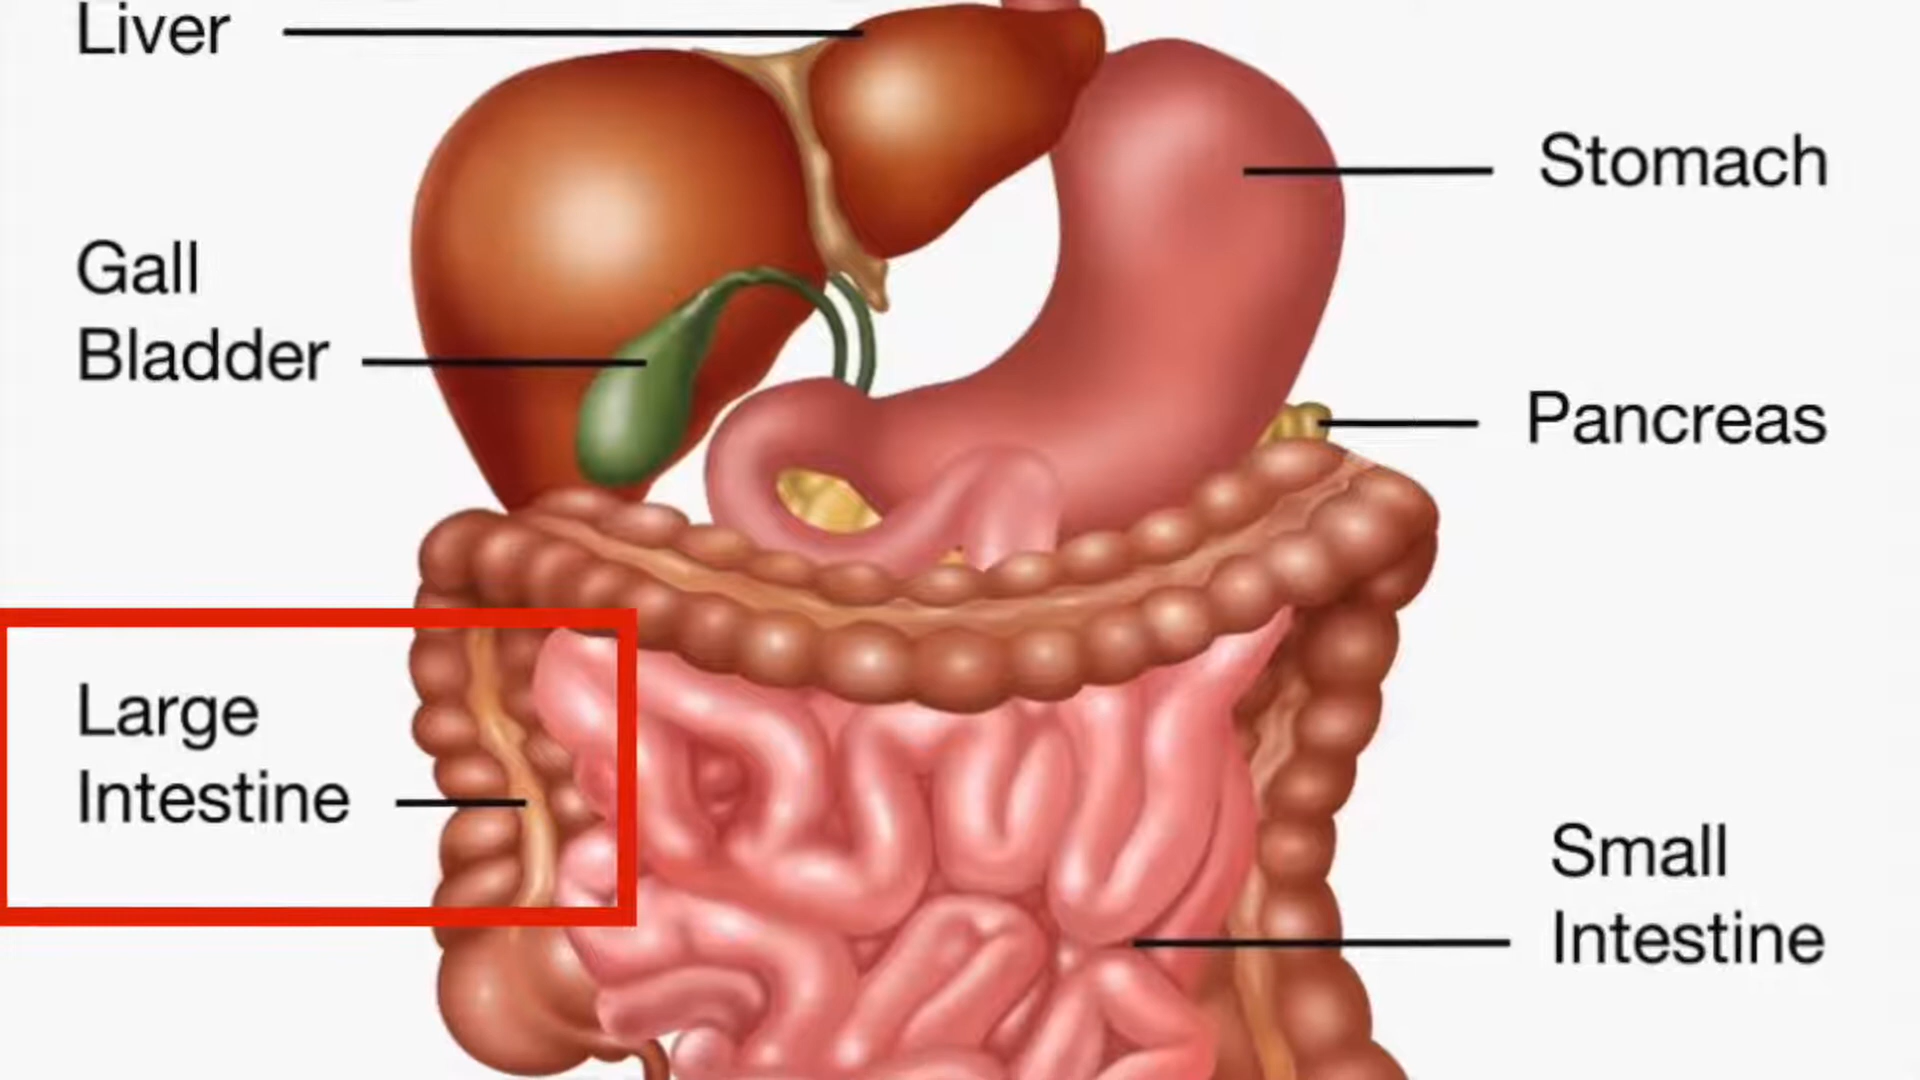 Liver
Stomach
Gall
Bladder
Pancreas
Large
Intestine
Small
Intestine